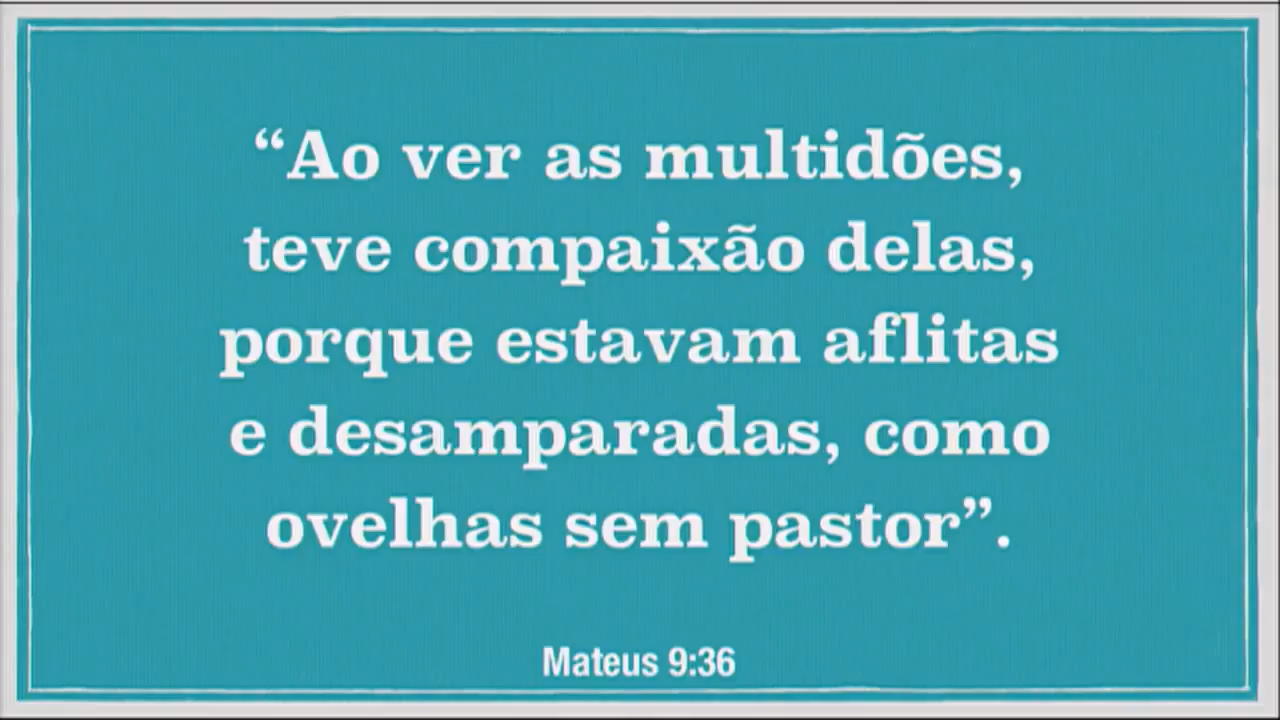 “Ao ver as multidões,
teve compaixão delas,
porque estavam aflitas
e desamparadas, como
ovelhas sem pastor”.
Mateus 9:36